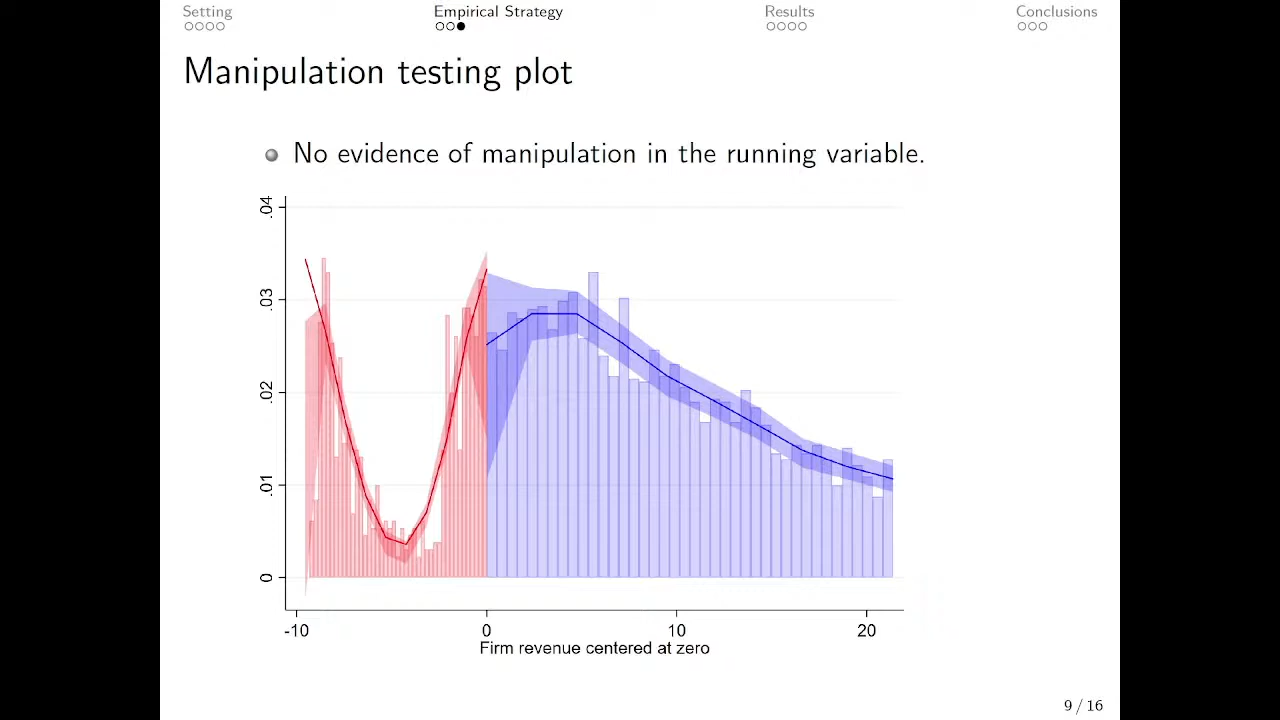 Setting Empirical Strategy Results Conclusions
Manipulation testing plot
No evidence of manipulation in the running variable.
.04
.03
.02
.01
0
-10 0 10 20
Firm revenue centered at zero
9 / 16